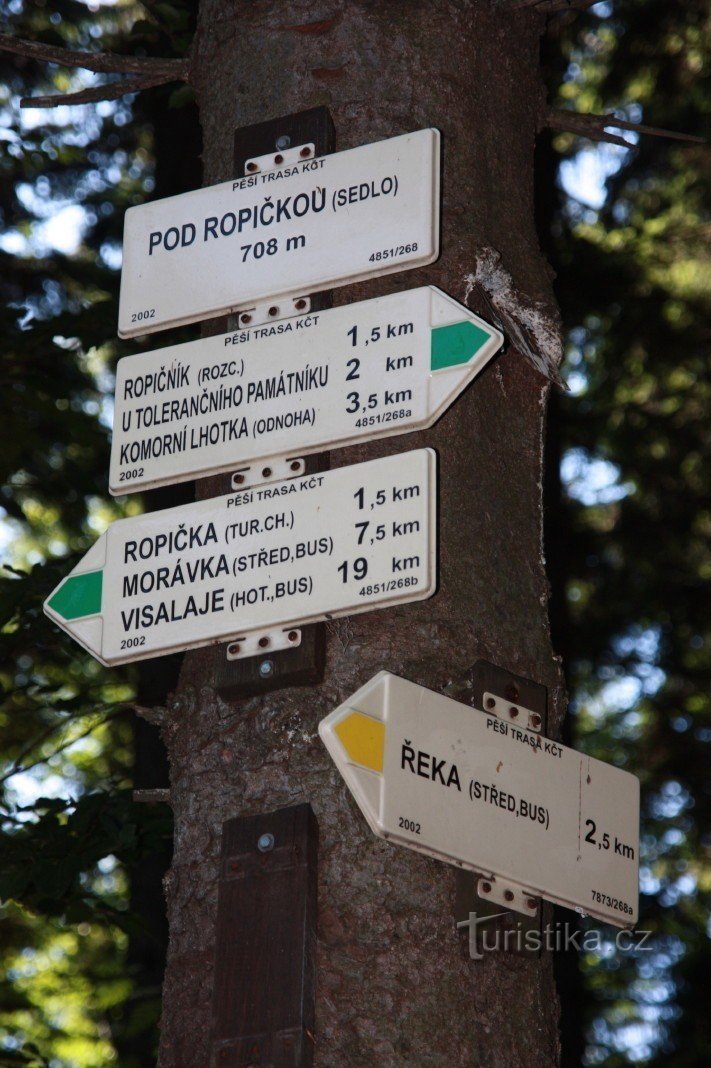 PĚŠÍ TRASA KČT
POD ROPIČKOU (SEDLO)
708 m
2002 4851/268
PĚŠÍ TRASA KČT
ROPIČNÍK (ROZC.) 1,5 km
U TOLERANČNÍHO PAMÁTNÍKU 2 km
KOMORNÍ LHOTKA (ODNOHA) 3,5 km
2002 4851/268a
PĚŠÍ TRASA KČT
ROPIČKA (TUR.CH.) 1,5 km
MORÁVKA (STŘED,BUS) 7,5 km
VISALAJE (HOT.,BUS) 19 km
2002 4851/268b
PĚŠÍ TRASA KČT
ŘEKA (STŘED,BUS) 2,5 km
2002 7873/268a
Turistika.cz